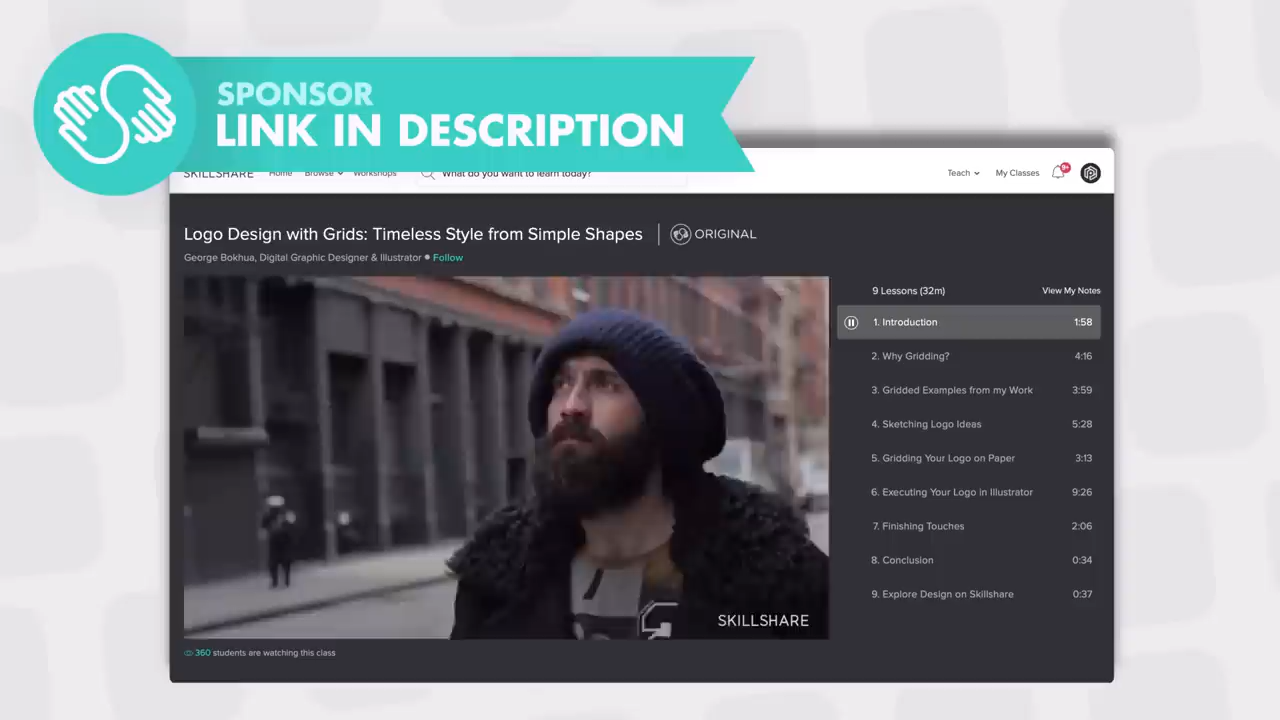 SPONSOR
LINK IN DESCRIPTION
SKILLSHARE Home Browse Workshops What do you want to learn today? Teach My Classes 9+
Logo Design with Grids: Timeless Style from Simple Shapes ORIGINAL
George Bokhua, Digital Graphic Designer & Illustrator • Follow
9 Lessons (32m) View My Notes
1. Introduction 1:58
2. Why Gridding? 4:16
3. Gridded Examples from my Work 3:59
4. Sketching Logo Ideas 5:28
5. Gridding Your Logo on Paper 3:13
6. Executing Your Logo in Illustrator 9:26
7. Finishing Touches 2:06
8. Conclusion 0:34
9. Explore Design on Skillshare 0:37
SKILLSHARE
360 students are watching this class